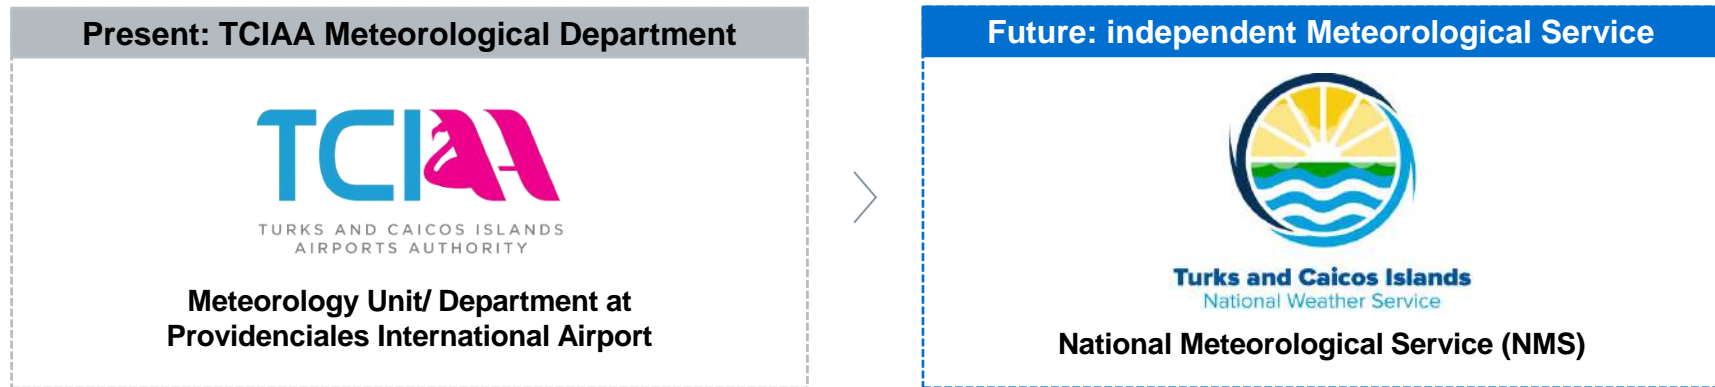 Present: TCIAA Meteorological Department
TCIAA
TURKS AND CAICOS ISLANDS
AIRPORTS AUTHORITY
Meteorology Unit/ Department at
Providenciales International Airport
Future: independent Meteorological Service
Turks and Caicos Islands
National Weather Service
National Meteorological Service (NMS)